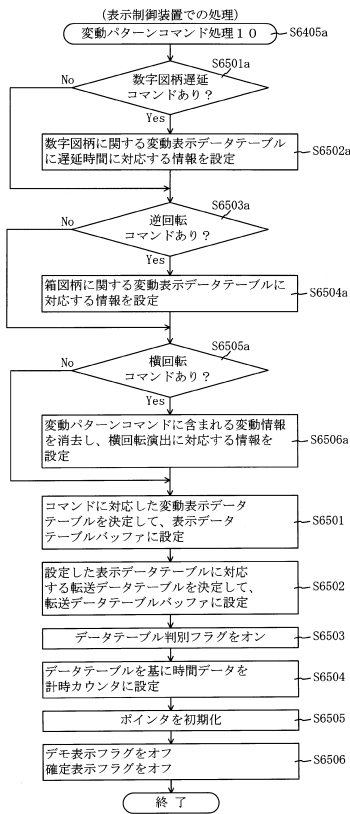 (表示制御装置での処理)
変動パターンコマンド処理10
S6405a
S6501a
数字図柄遅延
コマンドあり?
No
Yes
数字図柄に関する変動表示データテーブル
に遅延時間に対応する情報を設定
S6502a
S6503a
逆回転
コマンドあり?
No
Yes
箱図柄に関する変動表示データテーブルに
対応する情報を設定
S6504a
S6505a
横回転
コマンドあり?
No
Yes
変動パターンコマンドに含まれる変動情報
を消去し、横回転演出に対応する情報を
設定
S6506a
コマンドに対応した変動表示データ
テーブルを決定して、表示データ
テーブルバッファに設定
S6501
設定した表示データテーブルに対応
する転送データテーブルを決定して、
転送データテーブルバッファに設定
S6502
データテーブル判別フラグをオン
S6503
データテーブルを基に時間データを
計時カウンタに設定
S6504
ポインタを初期化
S6505
デモ表示フラグをオフ
確定表示フラグをオフ
S6506
終了